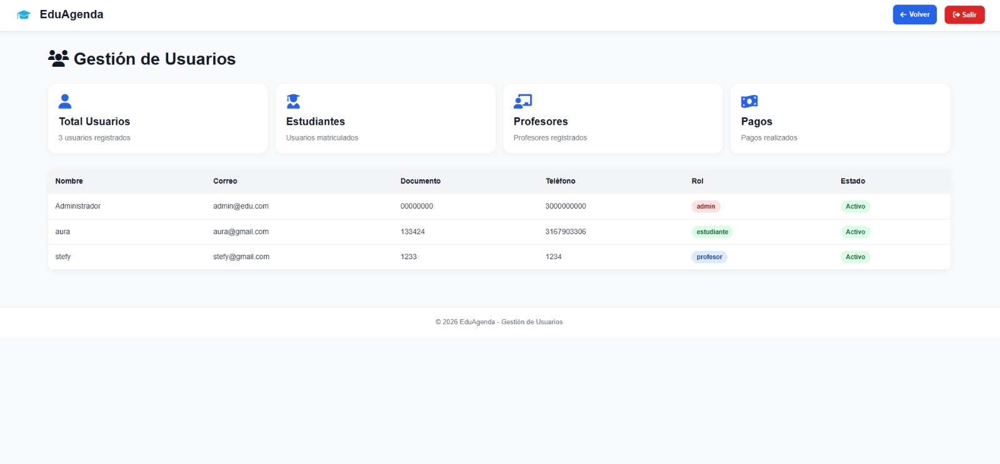 EduAgenda
Volver
Salir
Gestión de Usuarios
Total Usuarios
3 usuarios registrados
Estudiantes
Usuarios matriculados
Profesores
Profesores registrados
Pagos
Pagos realizados
Nombre Correo Documento Teléfono Rol Estado
Administrador admin@edu.com 00000000 3000000000 admin Activo
aura aura@gmail.com 133424 3167903306 estudiante Activo
stefy stefy@gmail.com 1233 1234 profesor Activo
© 2026 EduAgenda - Gestión de Usuarios